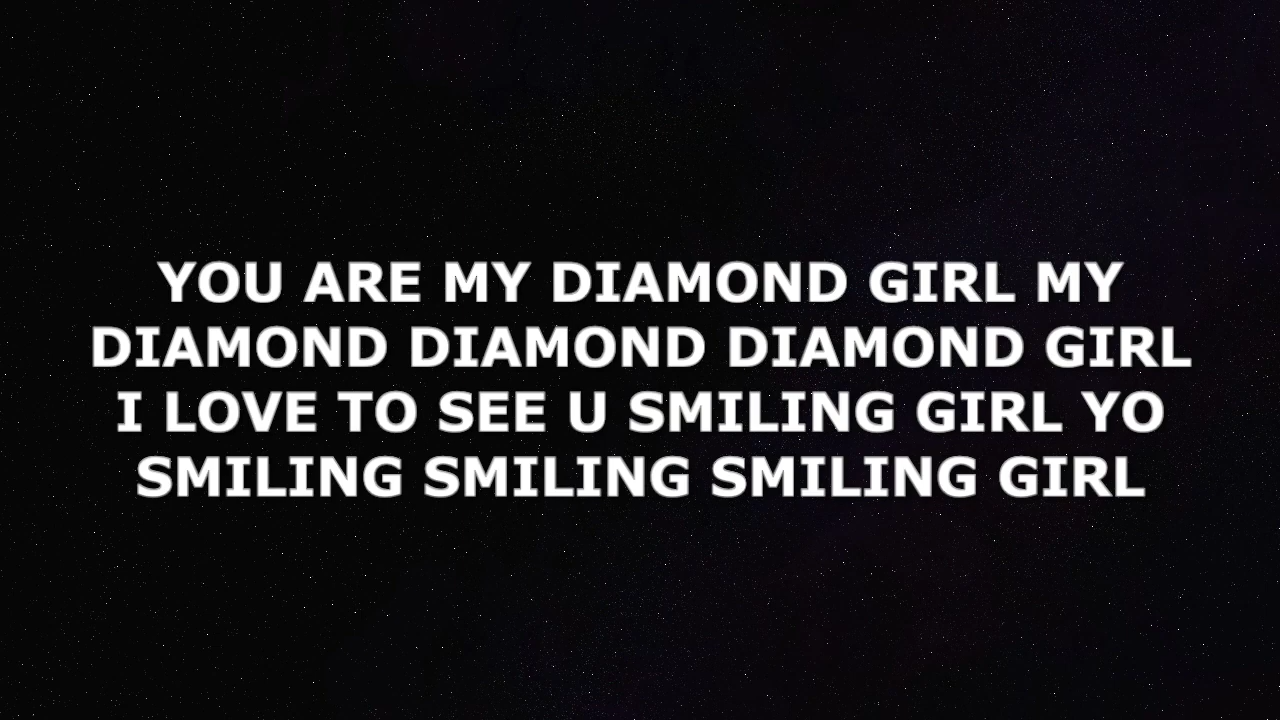 YOU ARE MY DIAMOND GIRL MY
DIAMOND DIAMOND DIAMOND GIRL
I LOVE TO SEE U SMILING GIRL YO
SMILING SMILING SMILING GIRL